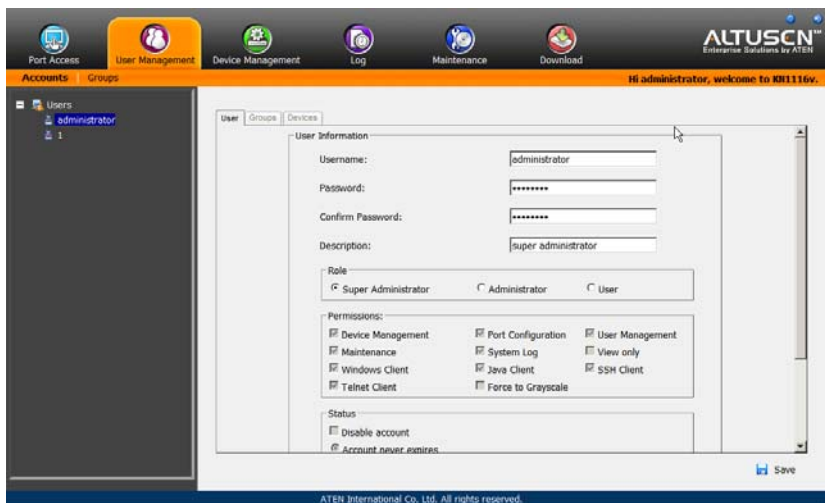 Port Access User Management Device Management Log Maintenance Download
ALTUSCN™
Enterprise Solutions by ATEN
Accounts Groups Hi administrator, welcome to KN1116v.
Users
administrator
1
User Groups Devices
User Information
Username: administrator
Password: ••••••••
Confirm Password: ••••••••
Description: super administrator
Role
Super Administrator Administrator User
Permissions:
Device Management Port Configuration User Management
Maintenance System Log View only
Windows Client Java Client SSH Client
Telnet Client Force to Grayscale
Status
Disable account
Account never expires
Save
ATEN International Co. Ltd. All rights reserved.